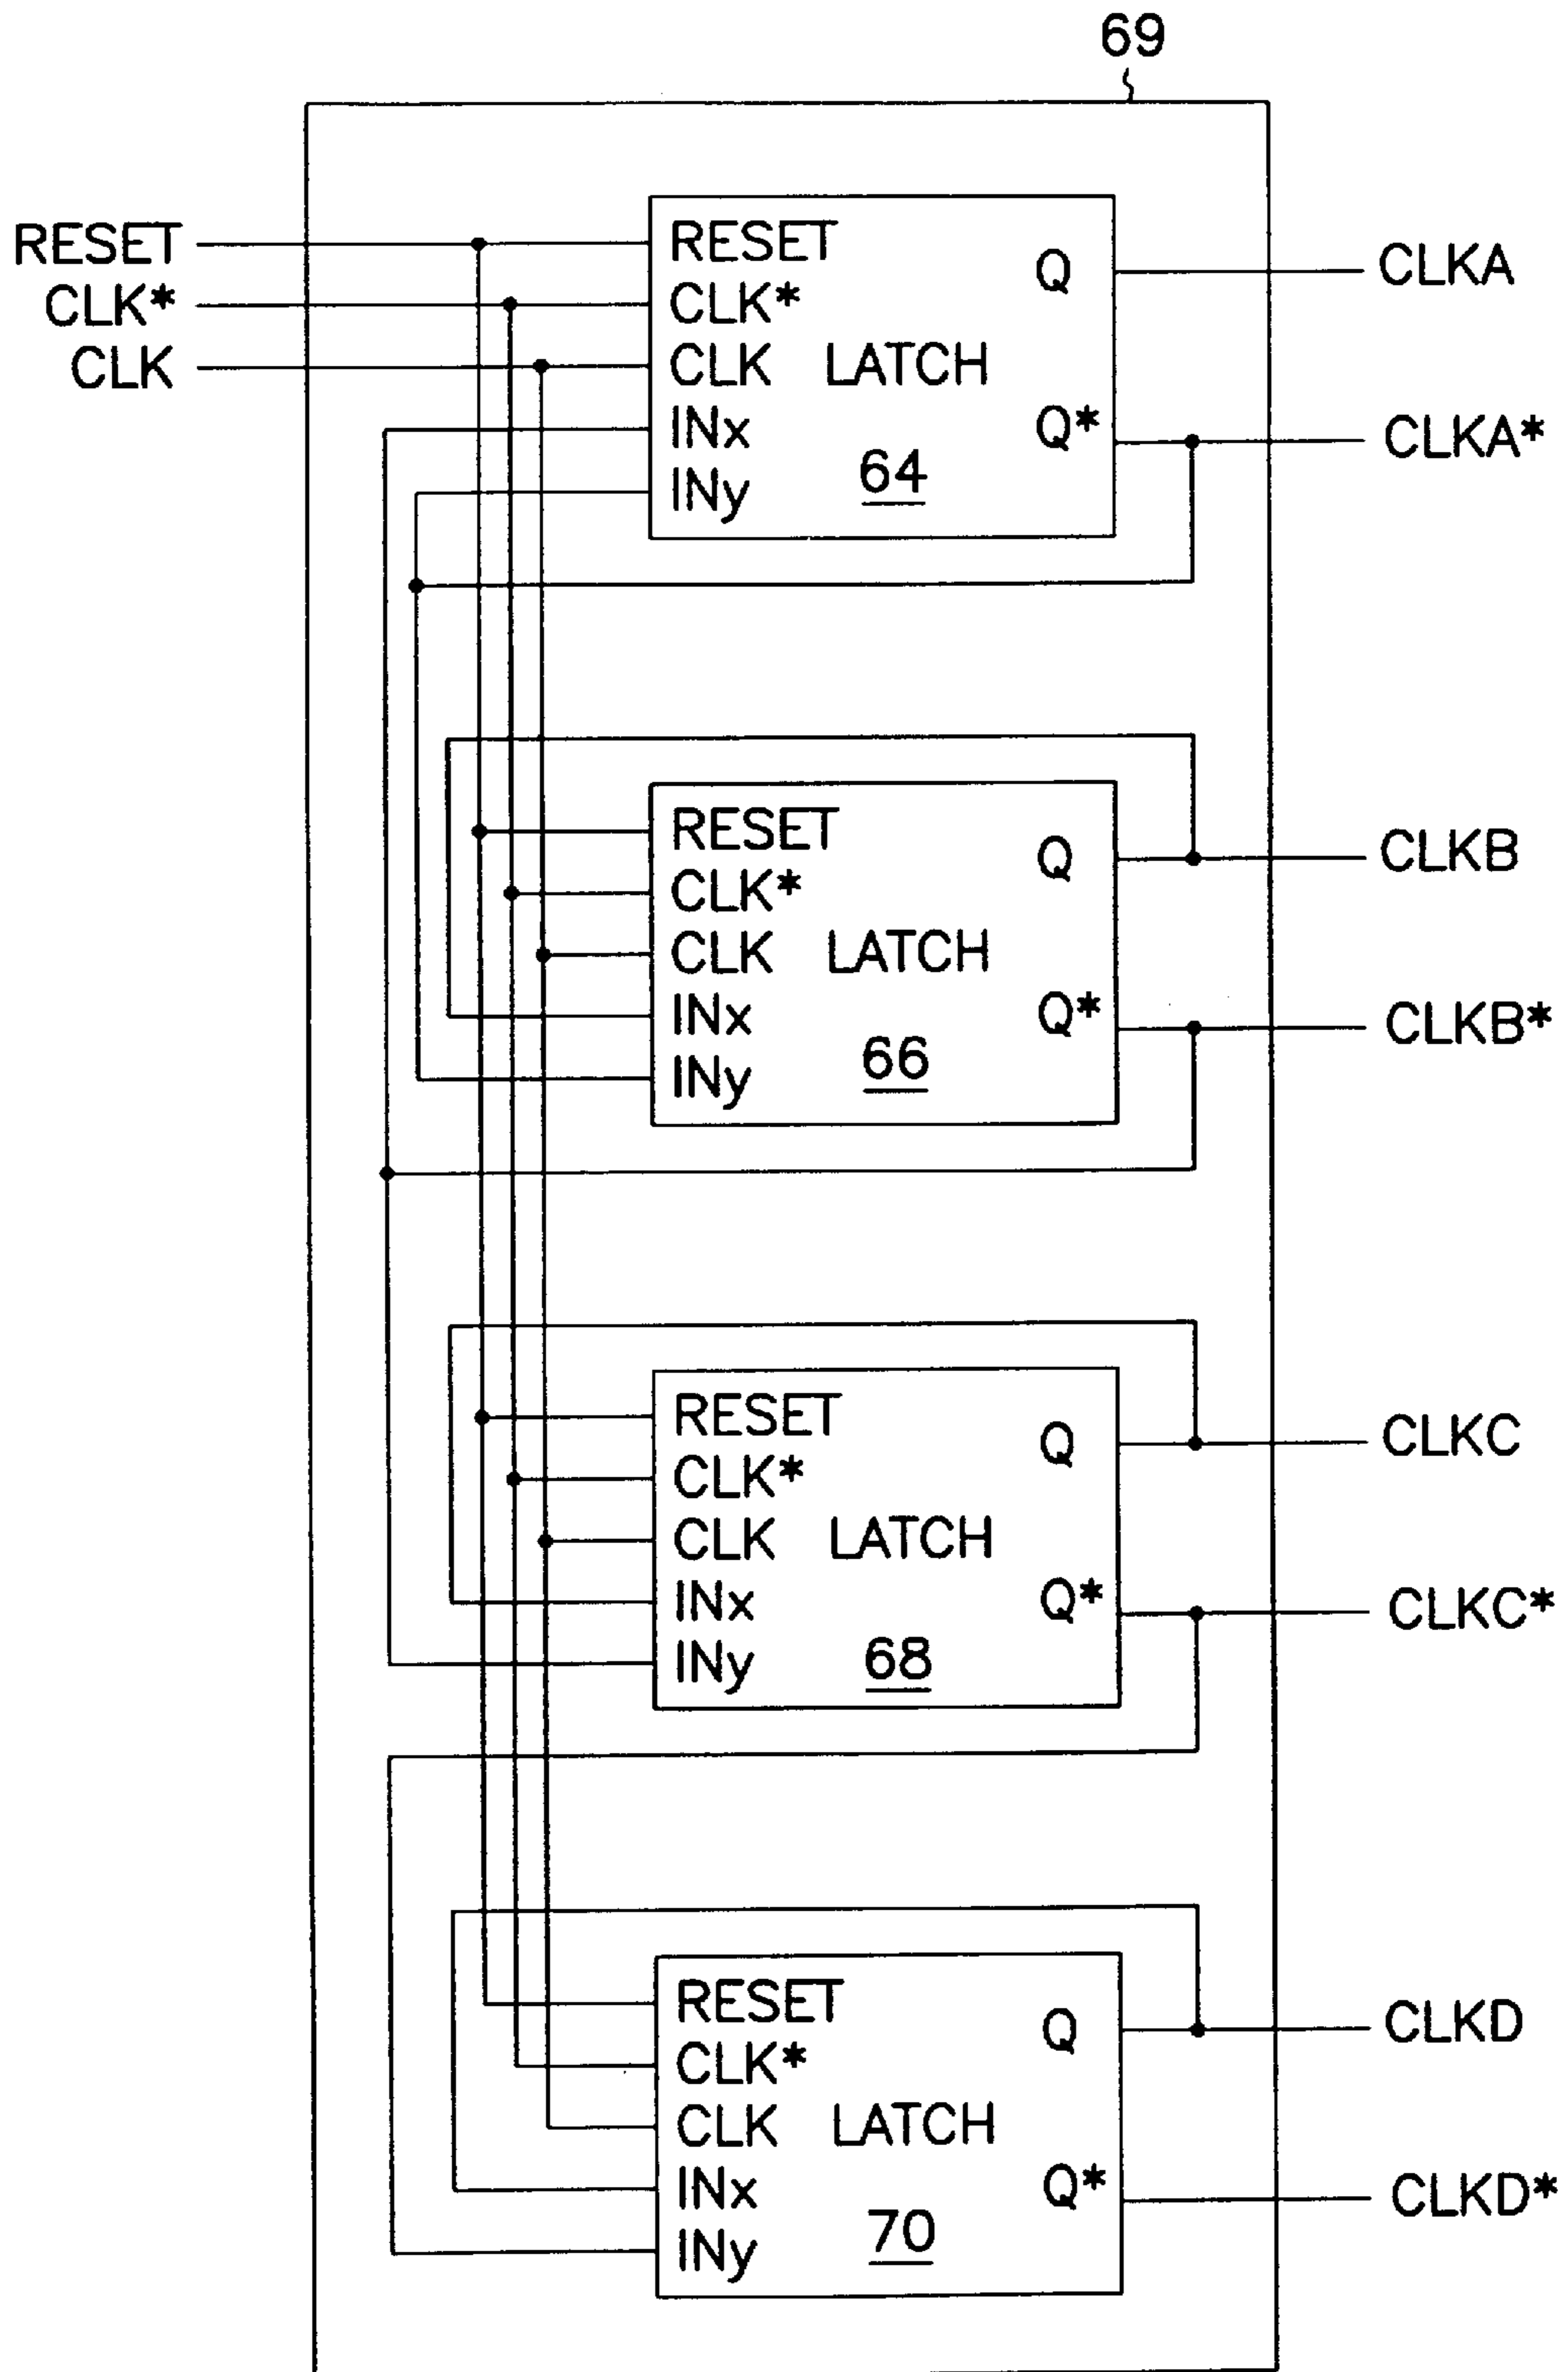 69
RESET
CLK*
CLK
RESET
CLK*
CLK LATCH
INx
INy
64
Q
Q*
CLKA
CLKA*
RESET
CLK*
CLK LATCH
INx
INy
66
Q
Q*
CLKB
CLKB*
RESET
CLK*
CLK LATCH
INx
INy
68
Q
Q*
CLKC
CLKC*
RESET
CLK*
CLK LATCH
INx
INy
70
Q
Q*
CLKD
CLKD*